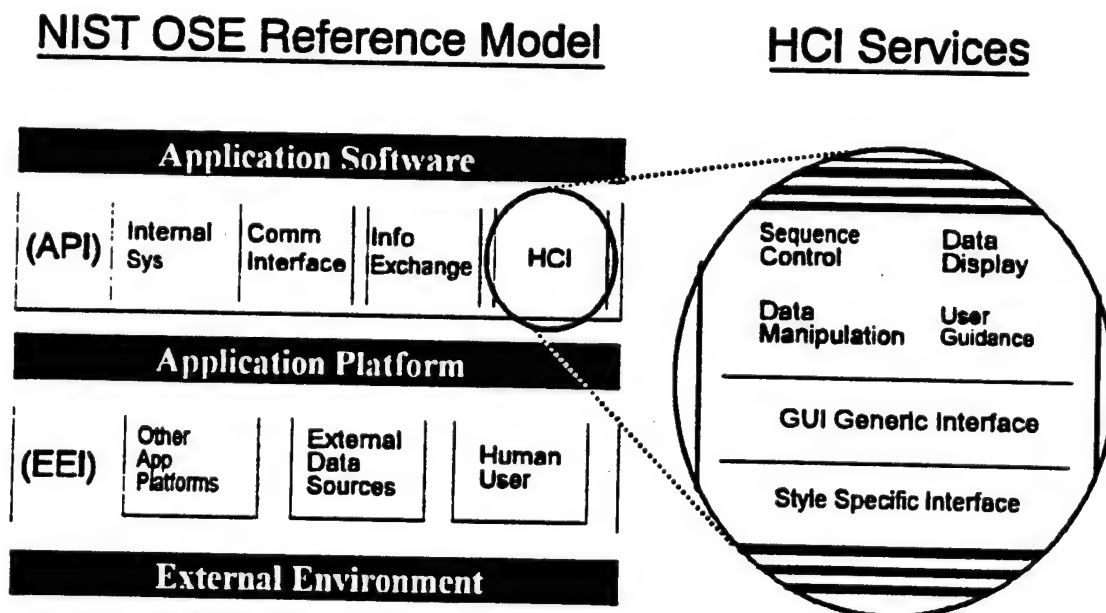 NIST OSE Reference Model
HCI Services
Application Software
(API)
Internal
Sys
Comm
Interface
Info
Exchange
HCI
Application Platform
(EEI)
Other
App
Platforms
External
Data
Sources
Human
User
External Environment
Sequence
Control
Data
Display
Data
Manipulation
User
Guidance
GUI Generic Interface
Style Specific Interface